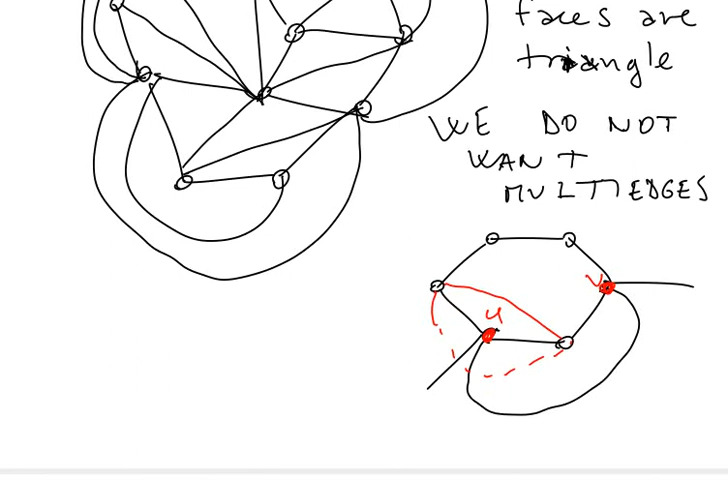 faces are
triangle
WE DO NOT
WANT
MULTIEDGES
v
u